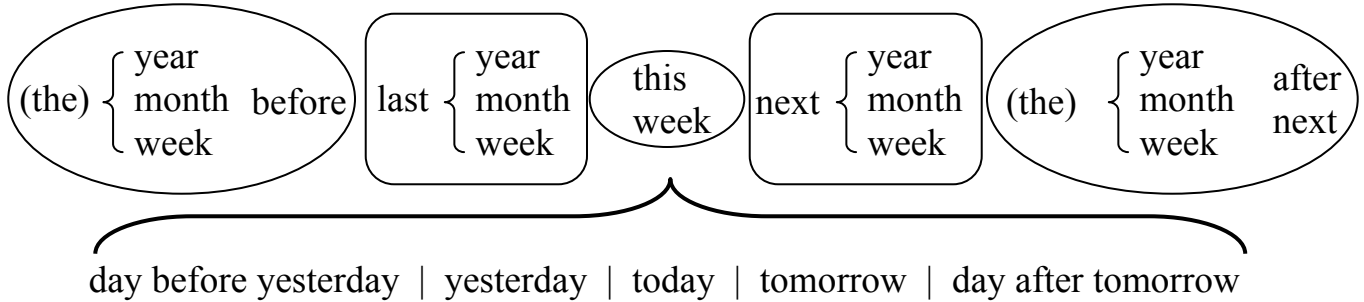 (the) year month week before
last year month week
this week
next year month week
(the) year month week after next
day before yesterday | yesterday | today | tomorrow | day after tomorrow